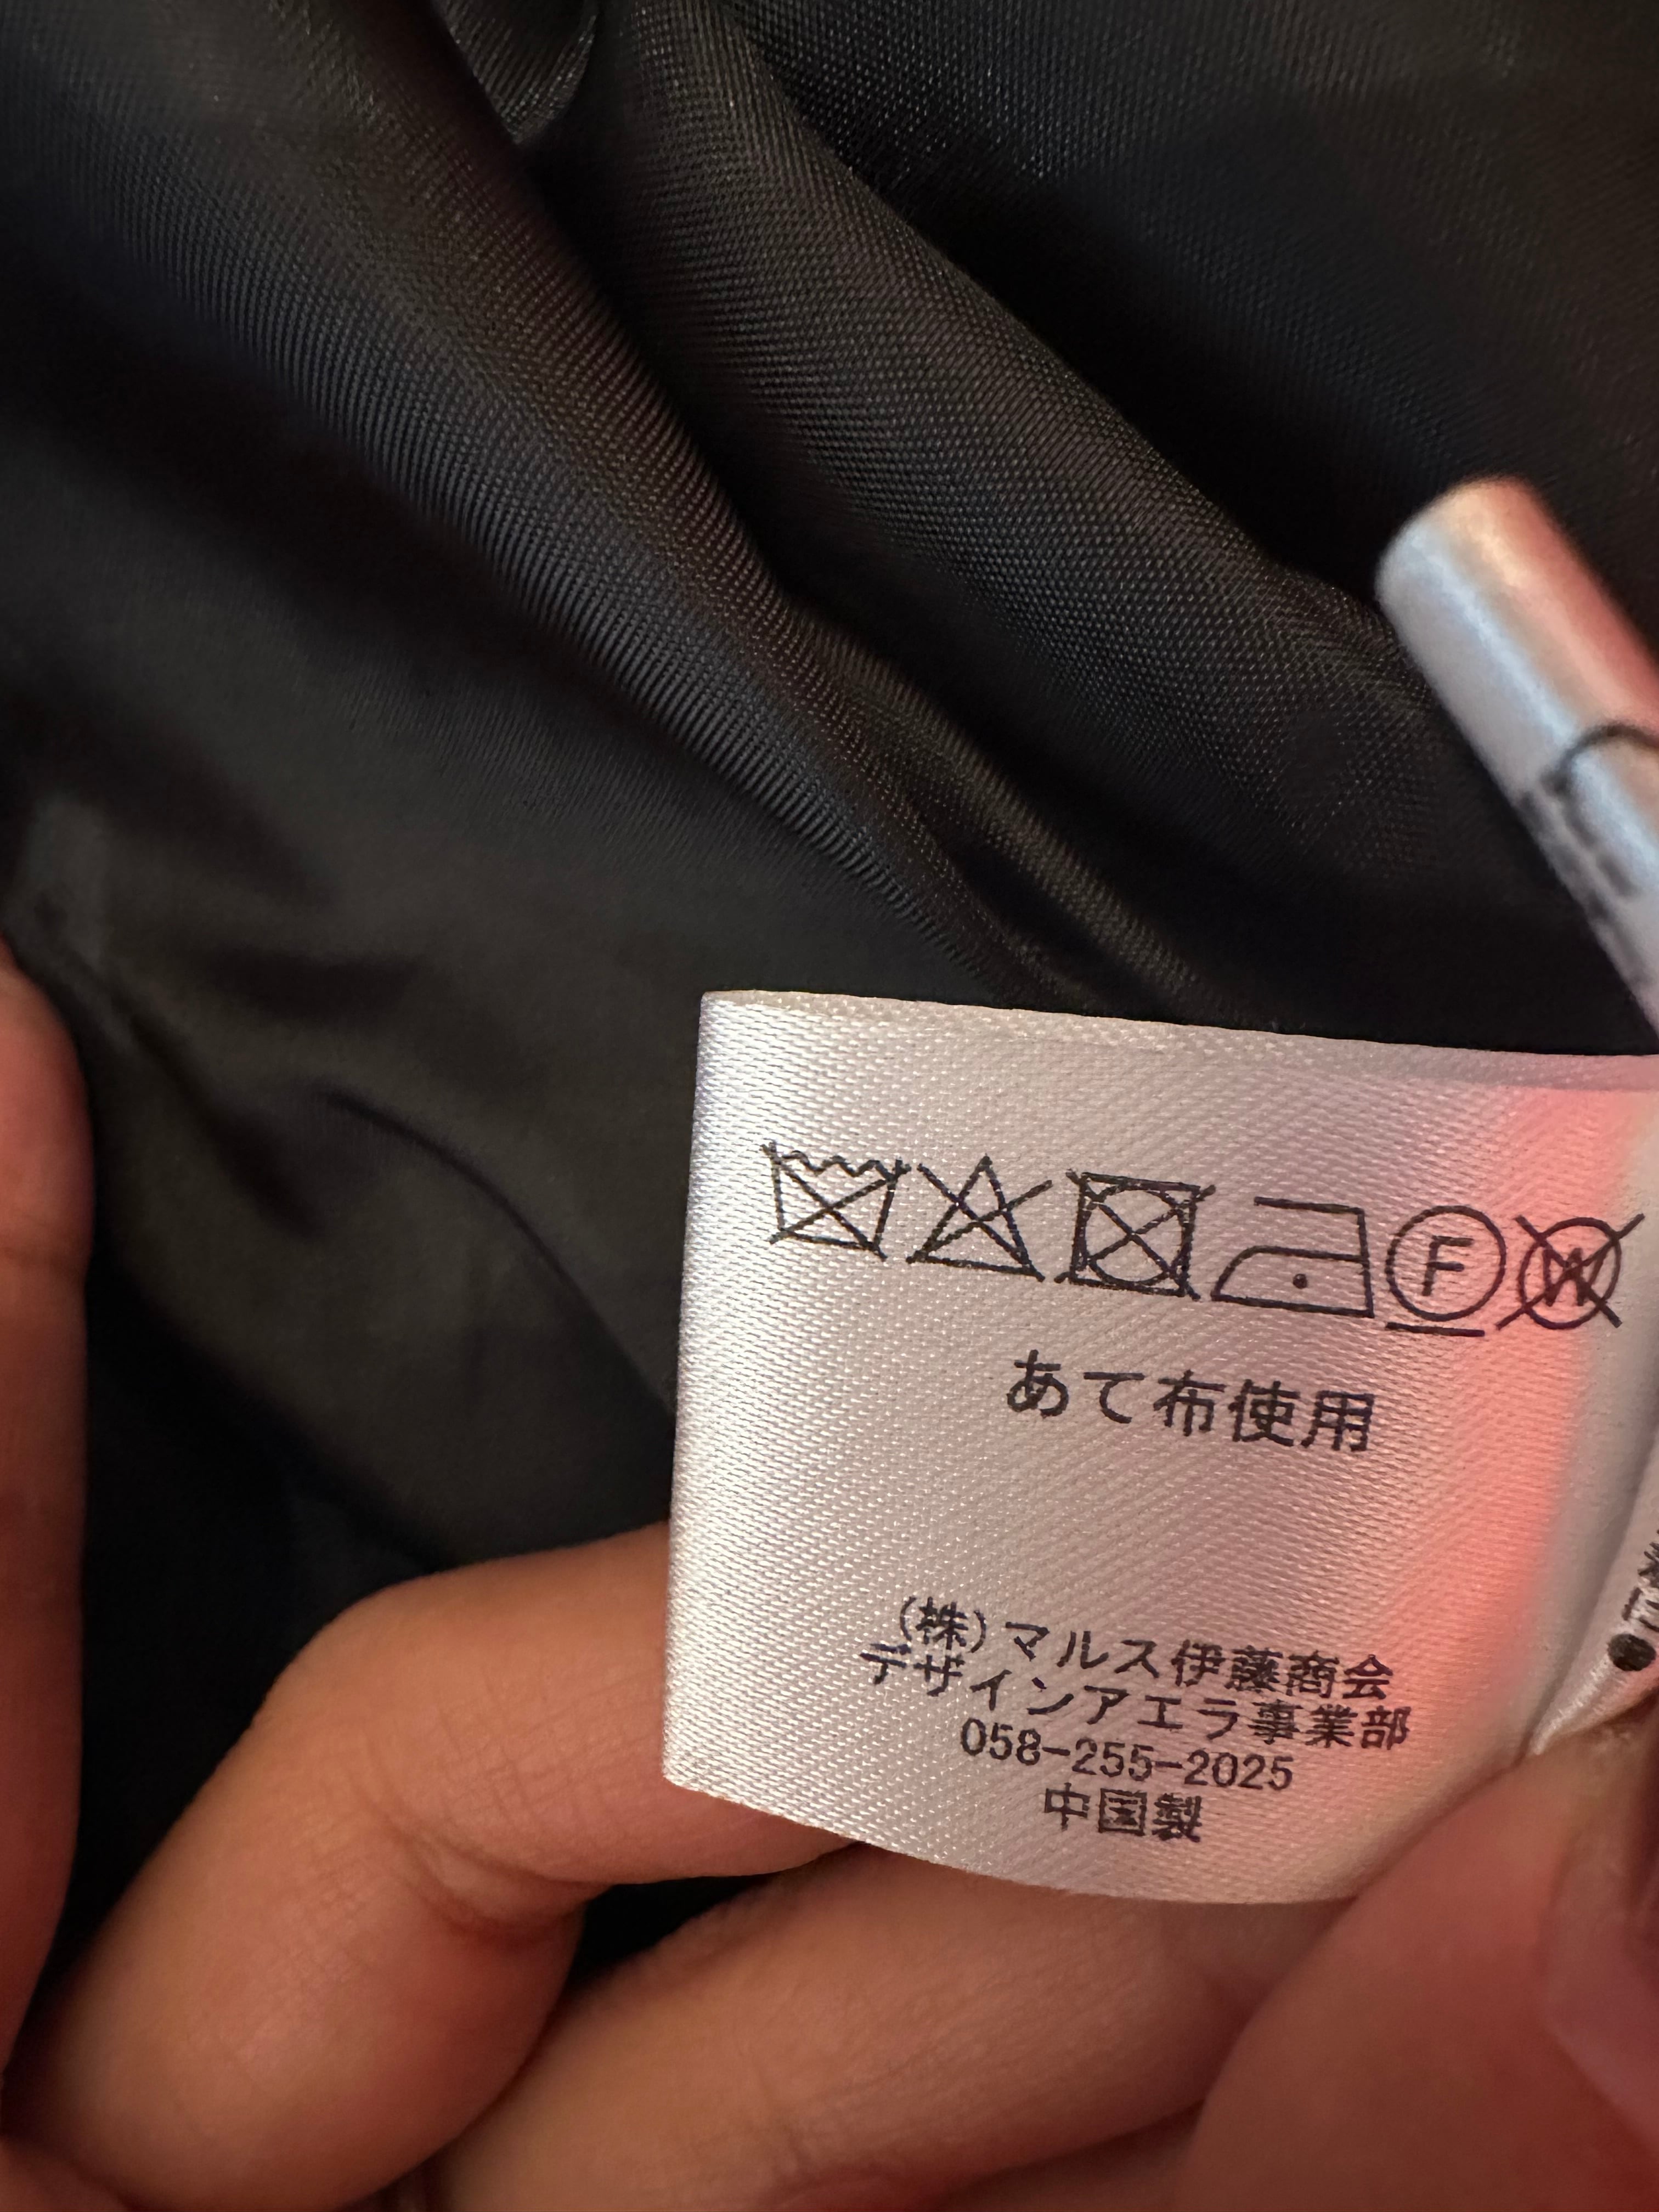 F W
あて布使用
(株)マルス伊藤商会
デザインアエラ事業部
058-255-2025
中国製